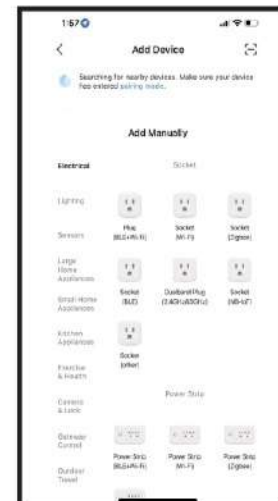 1:57
Add Device
Searching for nearby devices. Make sure your device
has entered pairing mode.
Add Manually
Electrical
Socket
Lighting
Plug
(BLE+Wi-Fi)
Socket
(Wi-Fi)
Socket
(Zigbee)
Sensors
Large
Home
Appliances
Socket
(BLE)
Dualband Plug
(2.4GHz&5GHz)
Socket
(NB-IoT)
Small Home
Appliances
Kitchen
Appliances
Socket
(other)
Exercise
& Health
Power Strip
Camera
& Lock
Gateway
Control
Power Strip
(BLE+Wi-Fi)
Power Strip
(Wi-Fi)
Power Strip
(Zigbee)
Outdoor
Travel